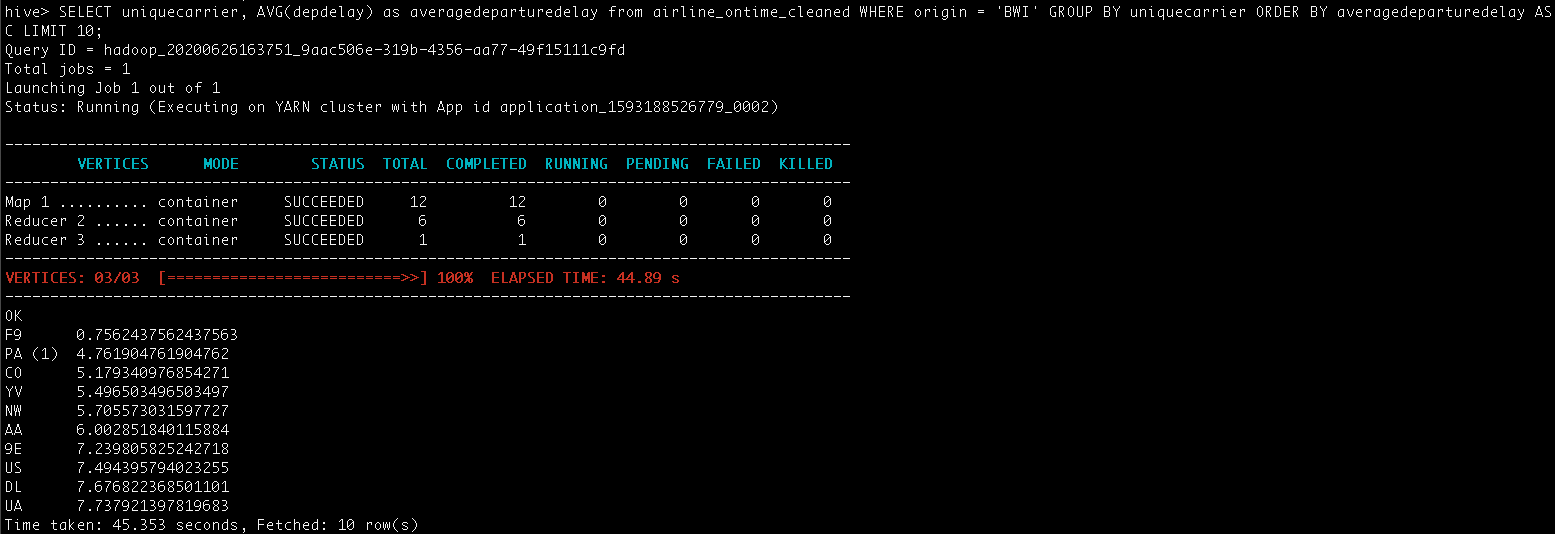 hive> SELECT uniquecarrier, AVG(depdelay) as averagedeparturedelay from airline_ontime_cleaned WHERE origin = 'BWI' GROUP BY uniquecarrier ORDER BY averagedeparturedelay AS
C LIMIT 10;
Query ID = hadoop_20200626163751_9aac506e-319b-4356-aa77-49f15111c9fd
Total jobs = 1
Launching Job 1 out of 1
Status: Running (Executing on YARN cluster with App id application_1593188526779_0002)
----------------------------------------------------------------------------------------------
        VERTICES      MODE        STATUS  TOTAL  COMPLETED  RUNNING  PENDING  FAILED  KILLED
----------------------------------------------------------------------------------------------
Map 1 .......... container     SUCCEEDED     12         12        0        0       0       0
Reducer 2 ...... container     SUCCEEDED      6          6        0        0       0       0
Reducer 3 ...... container     SUCCEEDED      1          1        0        0       0       0
----------------------------------------------------------------------------------------------
VERTICES: 03/03  [==========================>>] 100%  ELAPSED TIME: 44.89 s
----------------------------------------------------------------------------------------------
OK
F9      0.7562437562437563
PA (1)  4.761904761904762
CO      5.179340976854271
YV      5.496503496503497
NW      5.705573031597727
AA      6.002851840115884
9E      7.239805825242718
US      7.494395794023255
DL      7.676822368501101
UA      7.737921397819683
Time taken: 45.353 seconds, Fetched: 10 row(s)